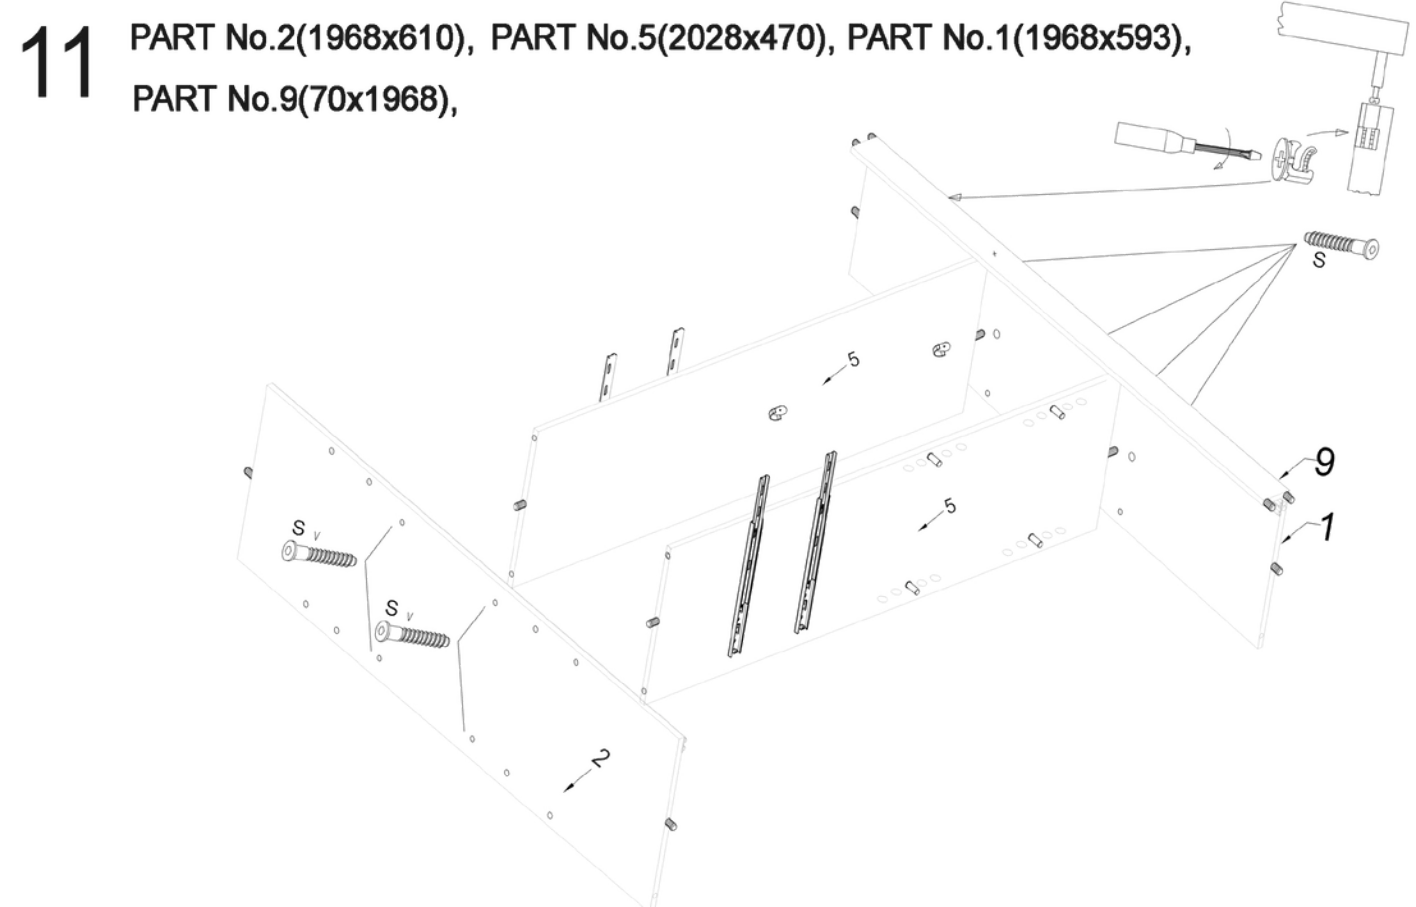 11
PART No.2(1968x610), PART No.5(2028x470), PART No.1(1968x593),
PART No.9(70x1968),
S
5
9
5
1
S
S
2